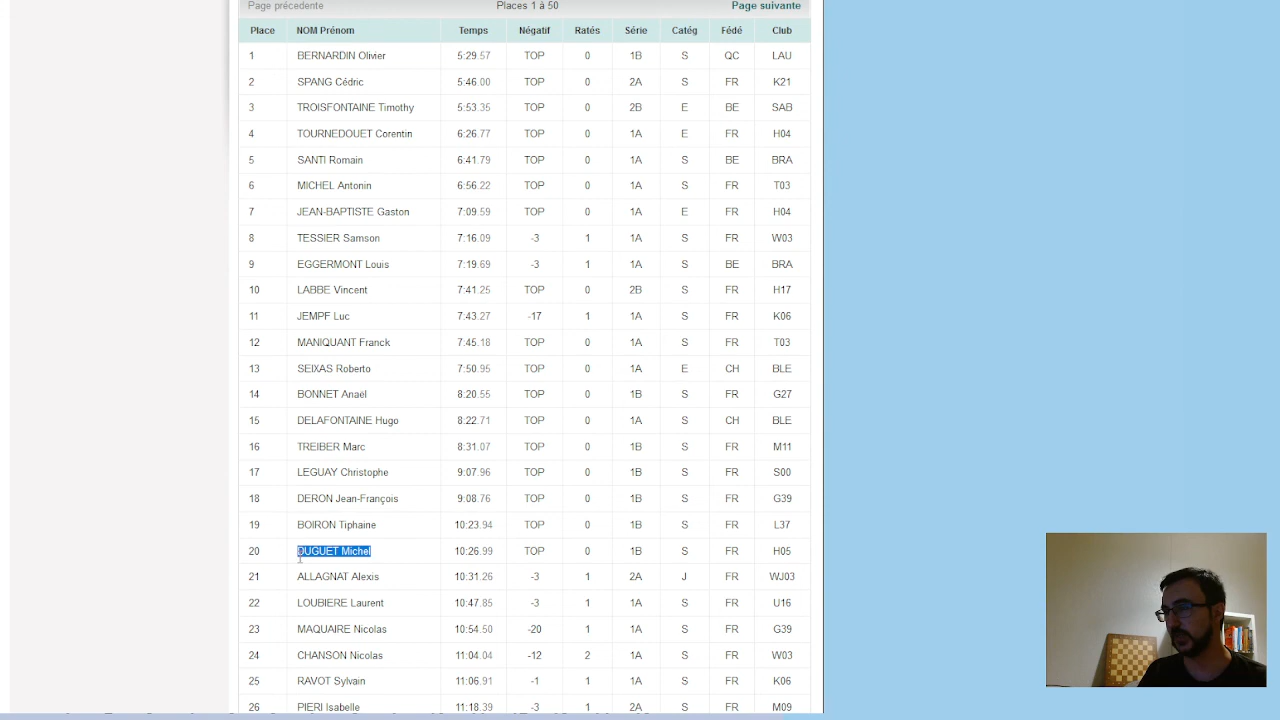 Page précedente Places 1 à 50 Page suivante
Place NOM Prénom Temps Négatif Ratés Série Catég Fédé Club
1 BERNARDIN Olivier 5:29.57 TOP 0 1B S QC LAU
2 SPANG Cédric 5:46.00 TOP 0 2A S FR K21
3 TROISFONTAINE Timothy 5:53.35 TOP 0 2B E BE SAB
4 TOURNEDOUET Corentin 6:26.77 TOP 0 1A E FR H04
5 SANTI Romain 6:41.79 TOP 0 1A S BE BRA
6 MICHEL Antonin 6:56.22 TOP 0 1A S FR T03
7 JEAN-BAPTISTE Gaston 7:09.59 TOP 0 1A E FR H04
8 TESSIER Samson 7:16.09 -3 1 1A S FR W03
9 EGGERMONT Louis 7:19.69 -3 1 1A S BE BRA
10 LABBE Vincent 7:41.25 TOP 0 2B S FR H17
11 JEMPF Luc 7:43.27 -17 1 1A S FR K06
12 MANIQUANT Franck 7:45.18 TOP 0 1A S FR T03
13 SEIXAS Roberto 7:50.95 TOP 0 1A E CH BLE
14 BONNET Anaël 8:20.55 TOP 0 1B S FR G27
15 DELAFONTAINE Hugo 8:22.71 TOP 0 1A S CH BLE
16 TREIBER Marc 8:31.07 TOP 0 1B S FR M11
17 LEGUAY Christophe 9:07.96 TOP 0 1B S FR S00
18 DERON Jean-François 9:08.76 TOP 0 1B S FR G39
19 BOIRON Tiphaine 10:23.94 TOP 0 1B S FR L37
20 DUGUET Michel 10:26.99 TOP 0 1B S FR H05
21 ALLAGNAT Alexis 10:31.26 -3 1 2A J FR WJ03
22 LOUBIERE Laurent 10:47.85 -3 1 1A S FR U16
23 MAQUAIRE Nicolas 10:54.50 -20 1 1A S FR G39
24 CHANSON Nicolas 11:04.04 -12 2 1A S FR W03
25 RAVOT Sylvain 11:06.91 -1 1 1A S FR K06
26 PIERI Isabelle 11:18.39 -3 1 2A S FR M09